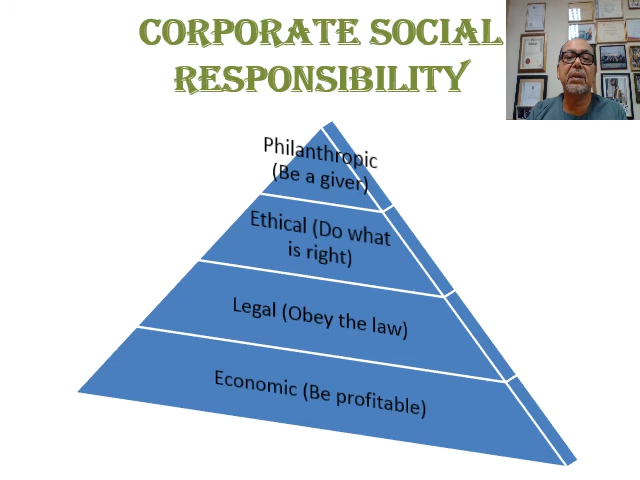 CORPORATE SOCIAL
RESPONSIBILITY
Philanthropic
(Be a giver)
Ethical (Do what
is right)
Legal (Obey the law)
Economic (Be profitable)